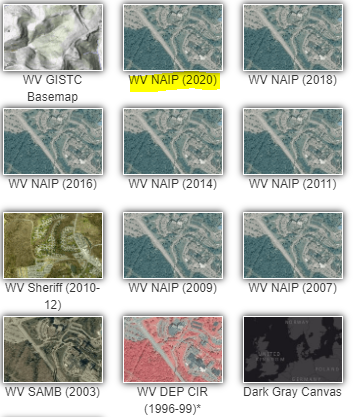 WV GISTC
Basemap
WV NAIP (2020)
WV NAIP (2018)
WV NAIP (2016)
WV NAIP (2014)
WV NAIP (2011)
WV Sheriff (2010-
12)
WV NAIP (2009)
WV NAIP (2007)
WV SAMB (2003)
WV DEP CIR
(1996-99)*
Dark Gray Canvas